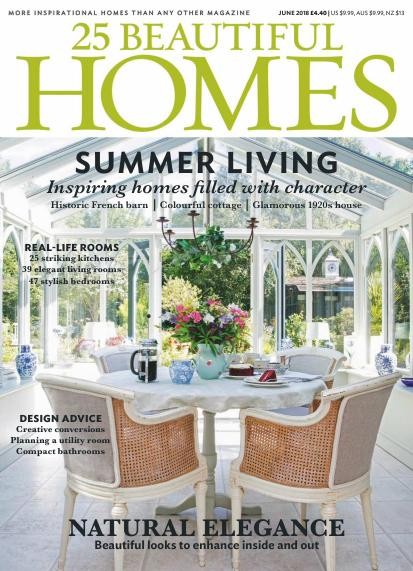 MORE INSPIRATIONAL HOMES THAN ANY OTHER MAGAZINE
JUNE 2018 £4.40 | US $9.99, AUS $9.99, NZ $13
25 BEAUTIFUL
HOMES
SUMMER LIVING
Inspiring homes filled with character
Historic French barn | Colourful cottage | Glamorous 1920s house
REAL-LIFE ROOMS
25 striking kitchens
39 elegant living rooms
47 stylish bedrooms
DESIGN ADVICE
Creative conversions
Planning a utility room
Compact bathrooms
NATURAL ELEGANCE
Beautiful looks to enhance inside and out